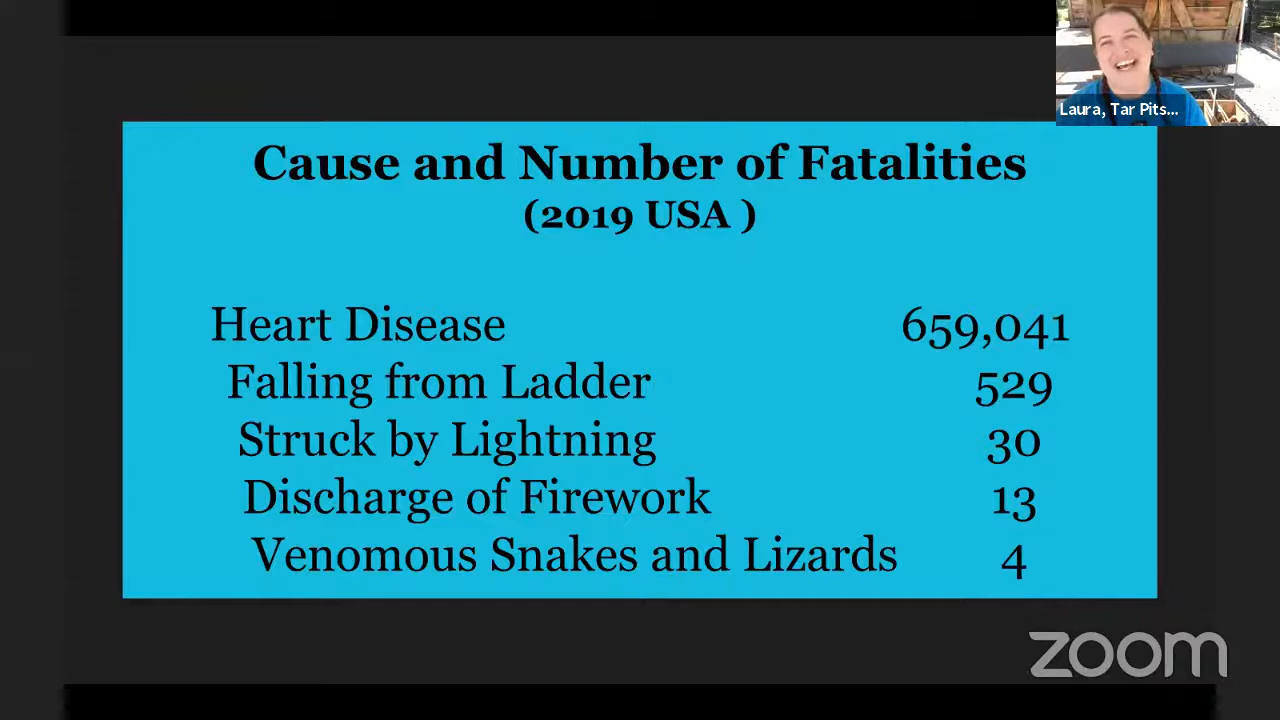 Laura, Tar Pits...
Cause and Number of Fatalities
(2019 USA )
Heart Disease 659,041
Falling from Ladder 529
Struck by Lightning 30
Discharge of Firework 13
Venomous Snakes and Lizards 4
zoom